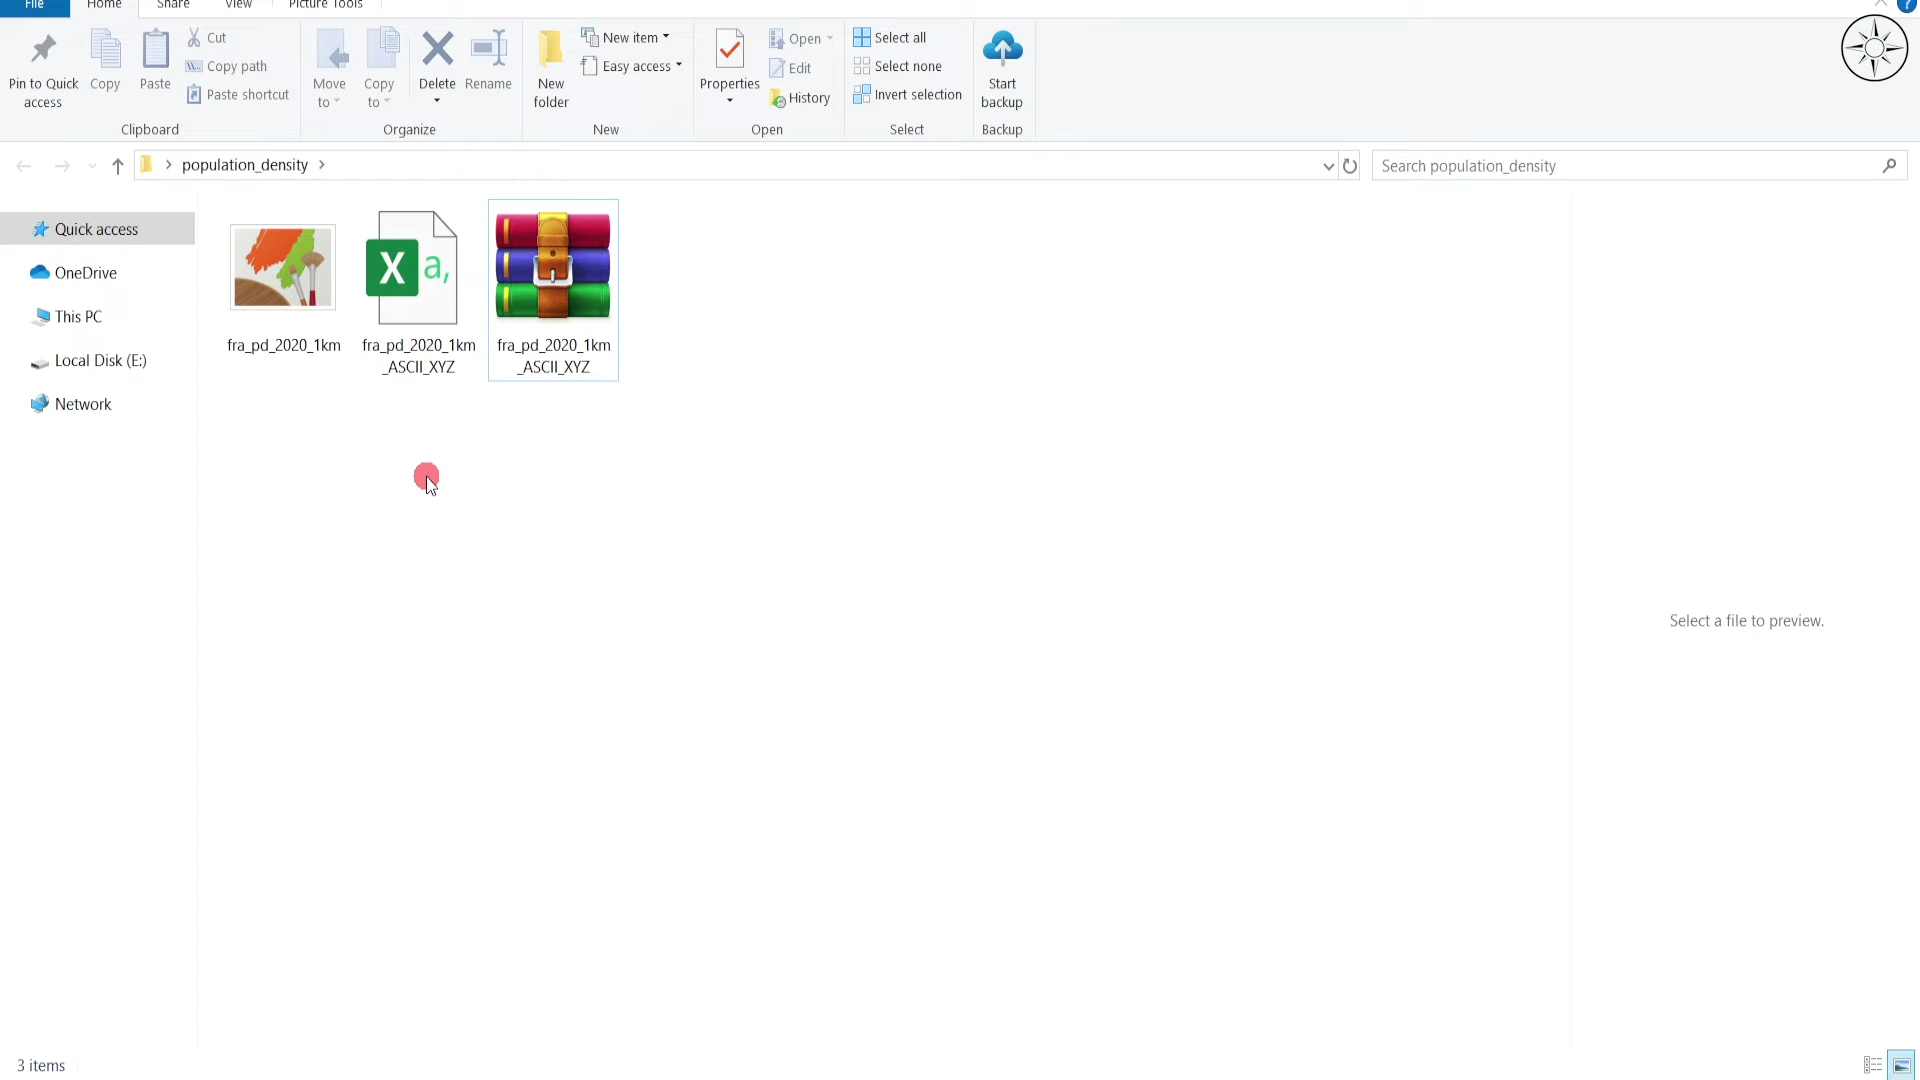 File Home Share View Picture Tools
Pin to Quick access
Copy
Paste
Cut
Copy path
Paste shortcut
Clipboard
Move to
Copy to
Delete
Rename
Organize
New folder
New item
Easy access
New
Properties
Open
Edit
History
Open
Select all
Select none
Invert selection
Select
Start backup
Backup
population_density
Search population_density
Quick access
OneDrive
This PC
Local Disk (E:)
Network
fra_pd_2020_1km
fra_pd_2020_1km
_ASCII_XYZ
fra_pd_2020_1km
_ASCII_XYZ
X a,
Select a file to preview.
3 items